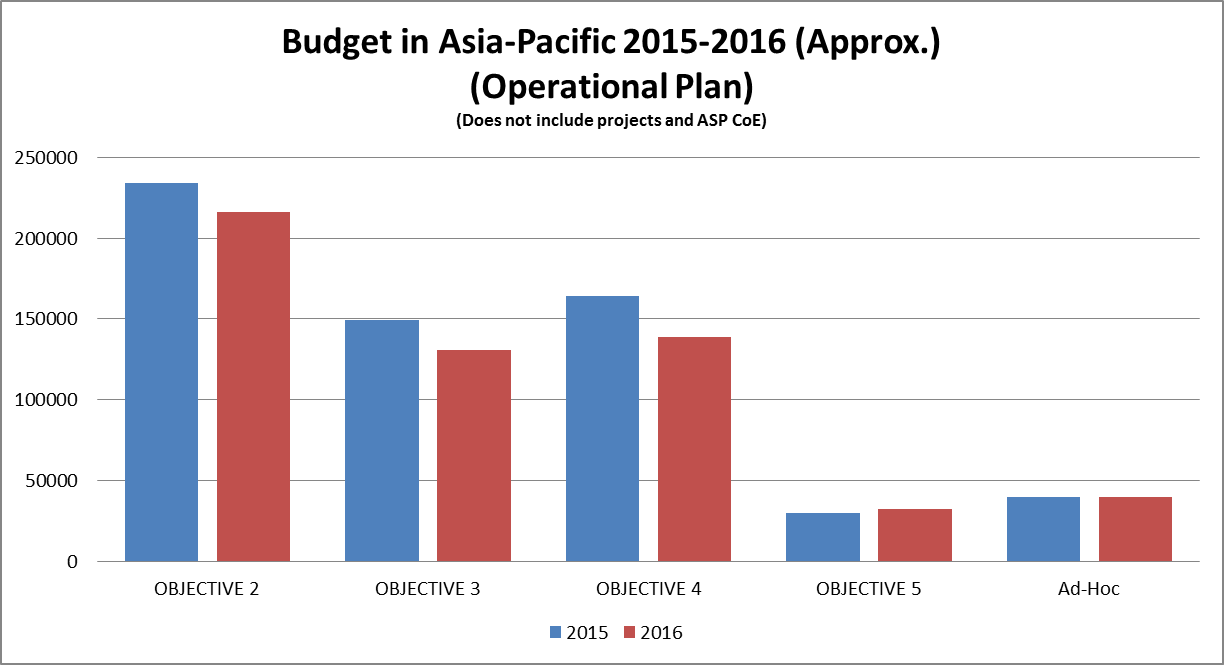 Budget in Asia-Pacific 2015-2016 (Approx.)
(Operational Plan)
(Does not include projects and ASP CoE)
250000
200000
150000
100000
50000
0
OBJECTIVE 2
OBJECTIVE 3
OBJECTIVE 4
OBJECTIVE 5
Ad-Hoc
2015
2016